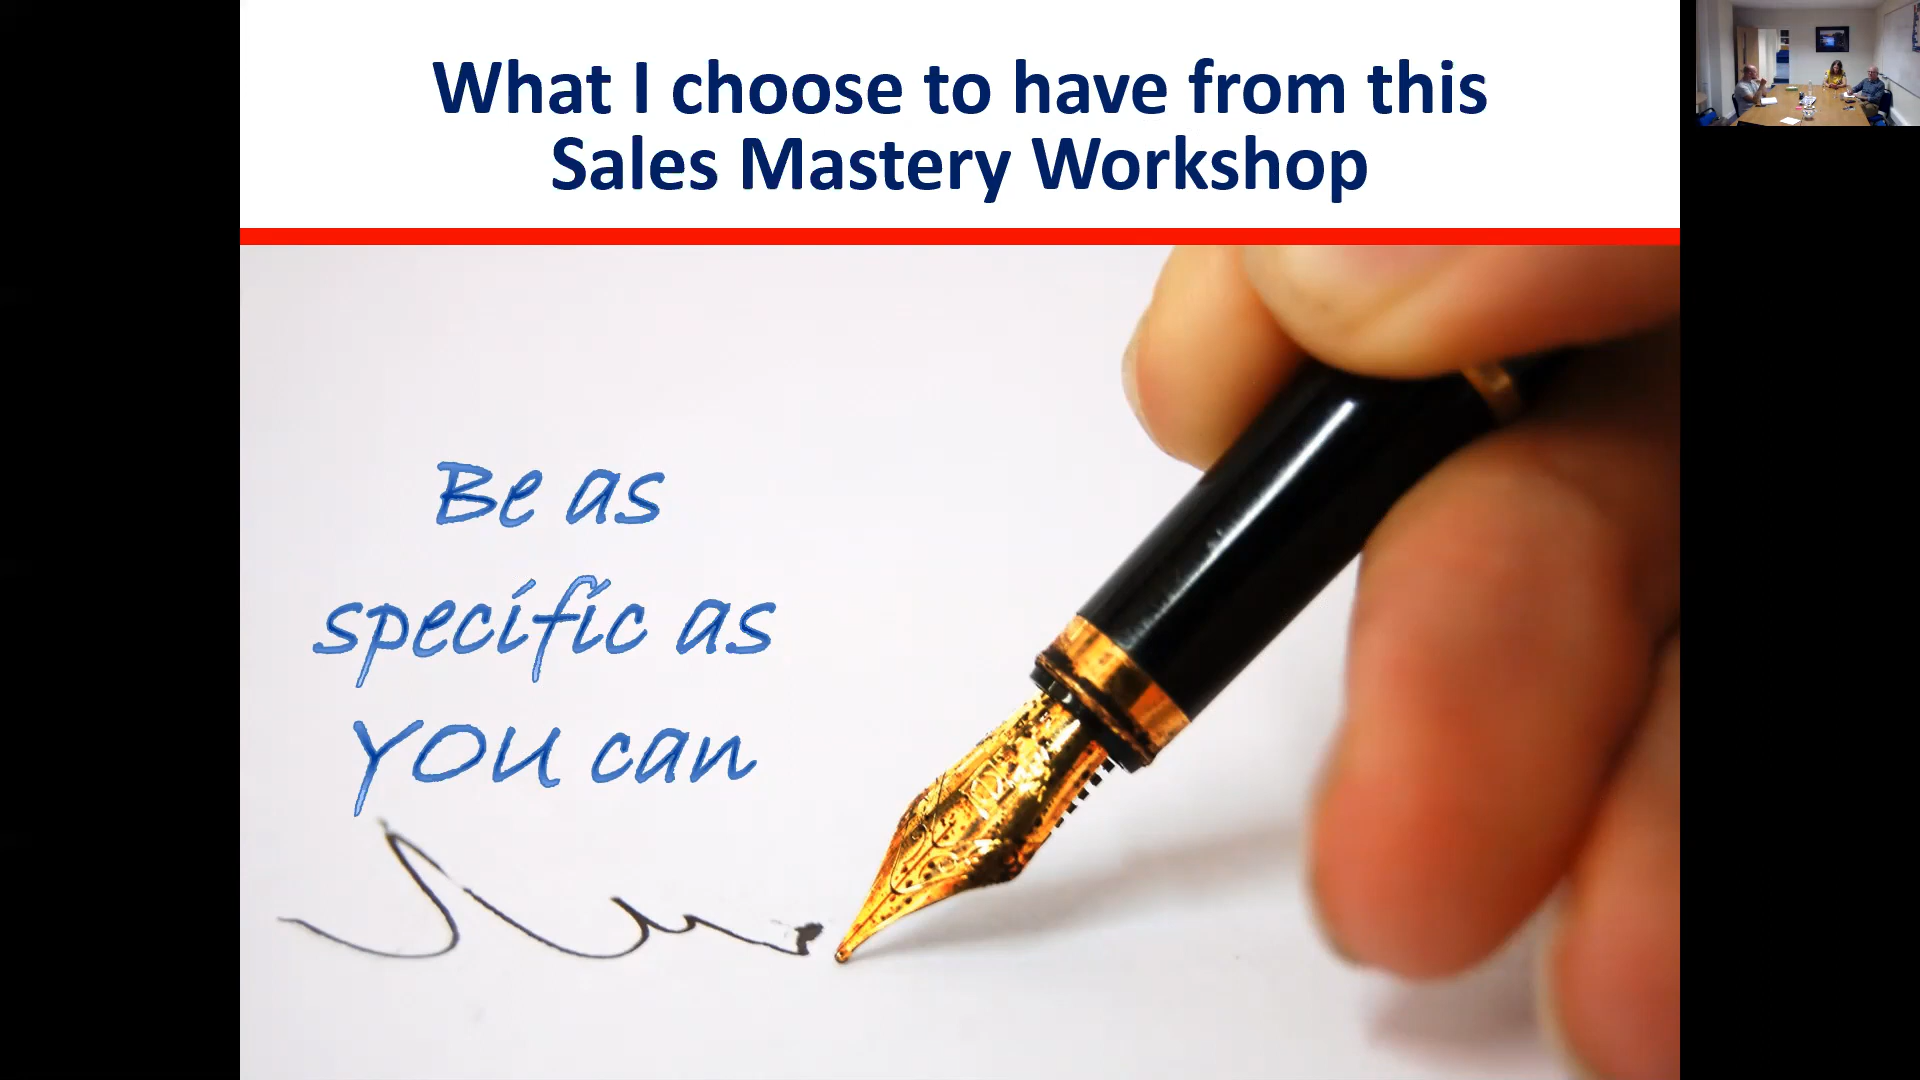 What I choose to have from this
Sales Mastery Workshop
Be as
specific as
YOU can